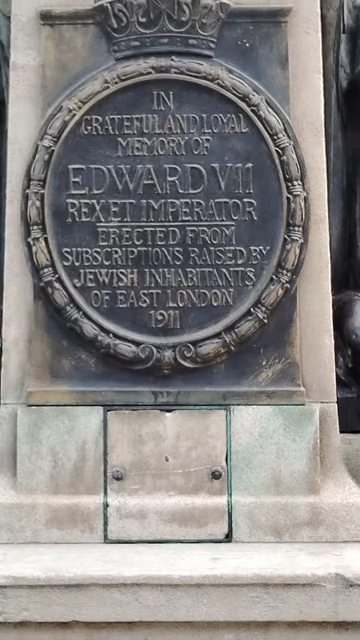 IN
GRATEFUL AND LOYAL
MEMORY OF
EDWARD VII
REX ET IMPERATOR
ERECTED FROM
SUBSCRIPTIONS RAISED BY
JEWISH INHABITANTS
OF EAST LONDON
1911